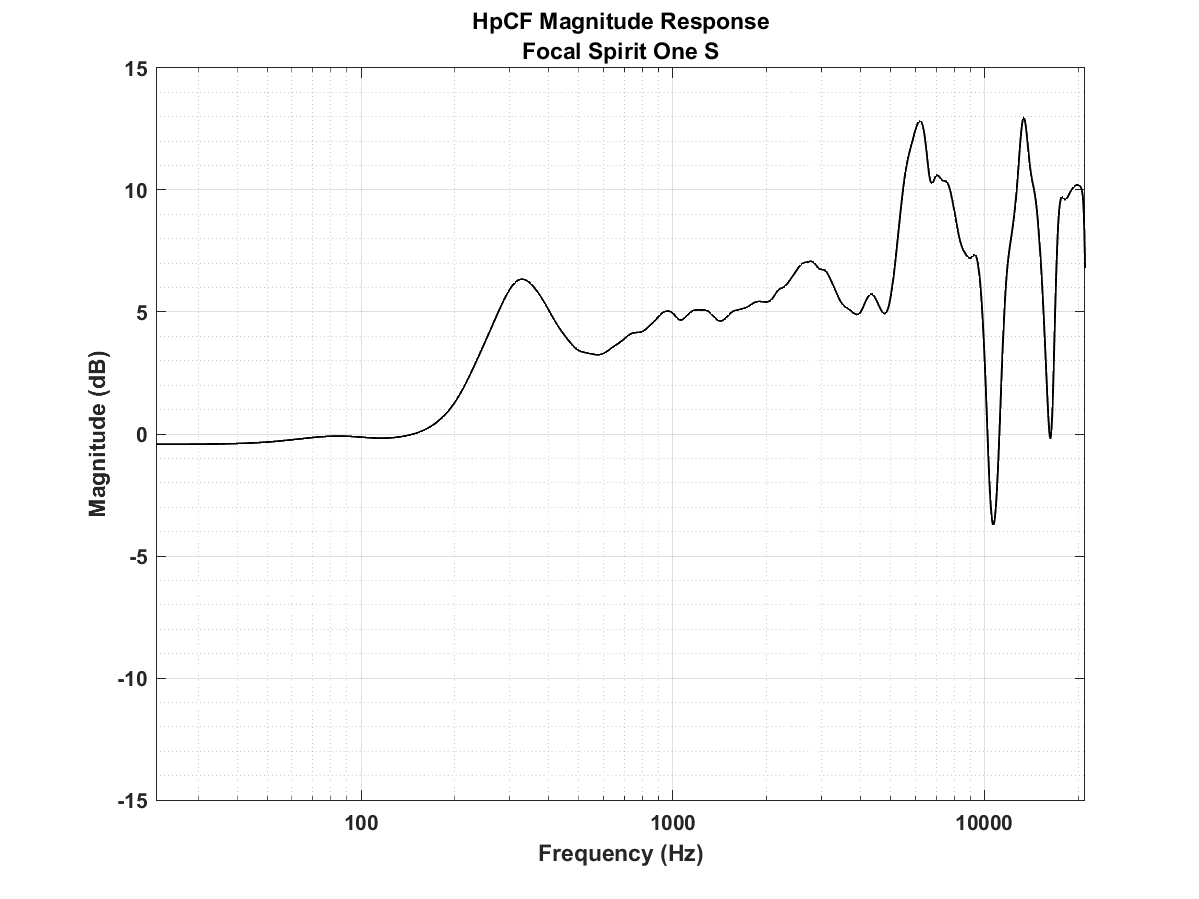 HpCF Magnitude Response
Focal Spirit One S
15
10
5
0
-5
-10
-15
Magnitude (dB)
100
1000
10000
Frequency (Hz)